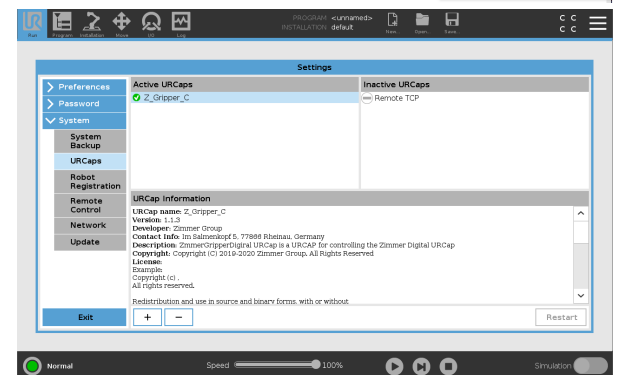 PROGRAM <unnamed>
INSTALLATION default
UR
Run
Program
Installation
Move
I/O
Log
New...
Open...
Save...
C C
C C
Settings
Preferences
Password
System
System
Backup
URCaps
Robot
Registration
Remote
Control
Network
Update
Exit
Active URCaps
Z_Gripper_C
Inactive URCaps
Remote TCP
URCap Information
URCap name: Z_Gripper_C
Version: 1.1.3
Developer: Zimmer Group
Contact Info: Im Salmenkopf 5, 77866 Rheinau, Germany
Description: ZimmerGripperDigiral URCap is a URCAP for controlling the Zimmer Digital URCap
Copyright: Copyright (C) 2019-2020 Zimmer Group. All Rights Reserved
License:
Example:
Copyright (c) ,
All rights reserved.
Redistribution and use in source and binary forms, with or without
+
−
Restart
Normal
Speed
100%
Simulation